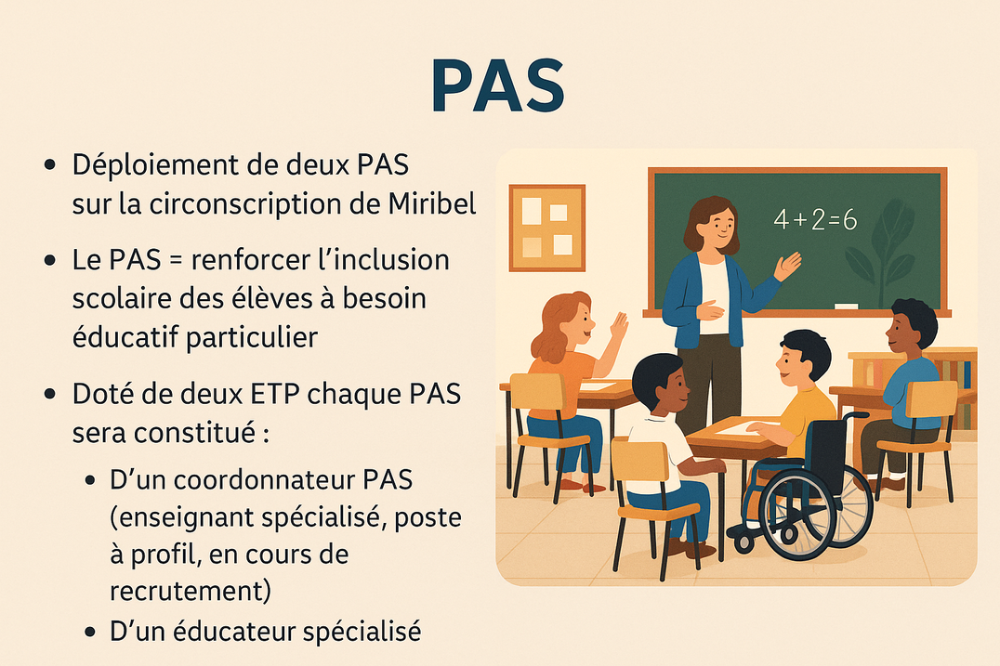 PAS
• Déploiement de deux PAS
sur la circonscription de Miribel
• Le PAS = renforcer l’inclusion
scolaire des élèves à besoin
éducatif particulier
• Doté de deux ETP chaque PAS
sera constitué :
• D’un coordonnateur PAS
(enseignant spécialisé, poste
à profil, en cours de
recrutement)
• D’un éducateur spécialisé
4+2=6